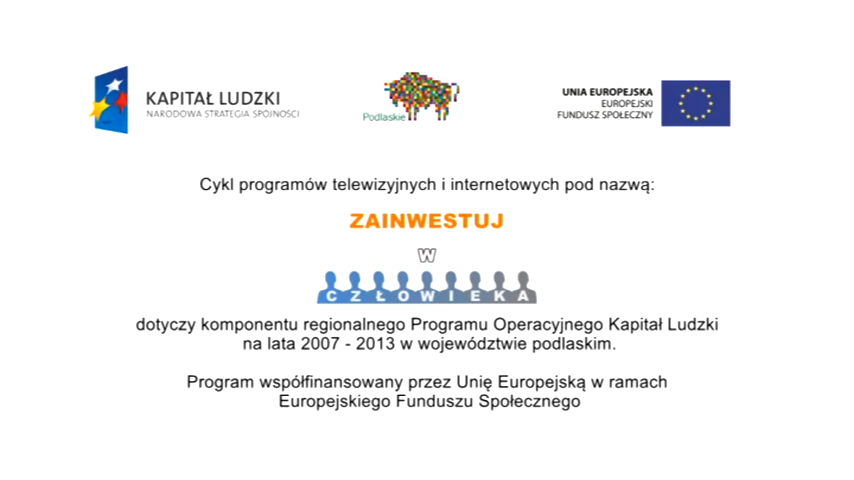 KAPITAŁ LUDZKI
NARODOWA STRATEGIA SPÓJNOŚCI
Podlaskie
UNIA EUROPEJSKA
EUROPEJSKI
FUNDUSZ SPOŁECZNY
Cykl programów telewizyjnych i internetowych pod nazwą:
ZAINWESTUJ
W
CZŁOWIEKA
dotyczy komponentu regionalnego Programu Operacyjnego Kapitał Ludzki
na lata 2007 - 2013 w województwie podlaskim.
Program współfinansowany przez Unię Europejską w ramach
Europejskiego Funduszu Społecznego